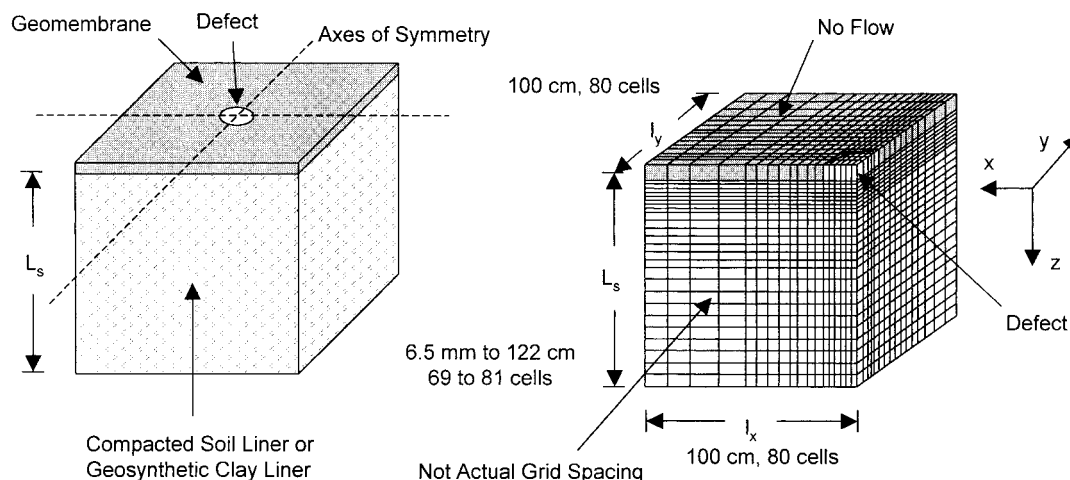 Geomembrane
Defect
Axes of Symmetry
L_s
Compacted Soil Liner or
Geosynthetic Clay Liner
No Flow
100 cm, 80 cells
l_y
x
y
z
L_s
Defect
6.5 mm to 122 cm
69 to 81 cells
l_x
100 cm, 80 cells
Not Actual Grid Spacing